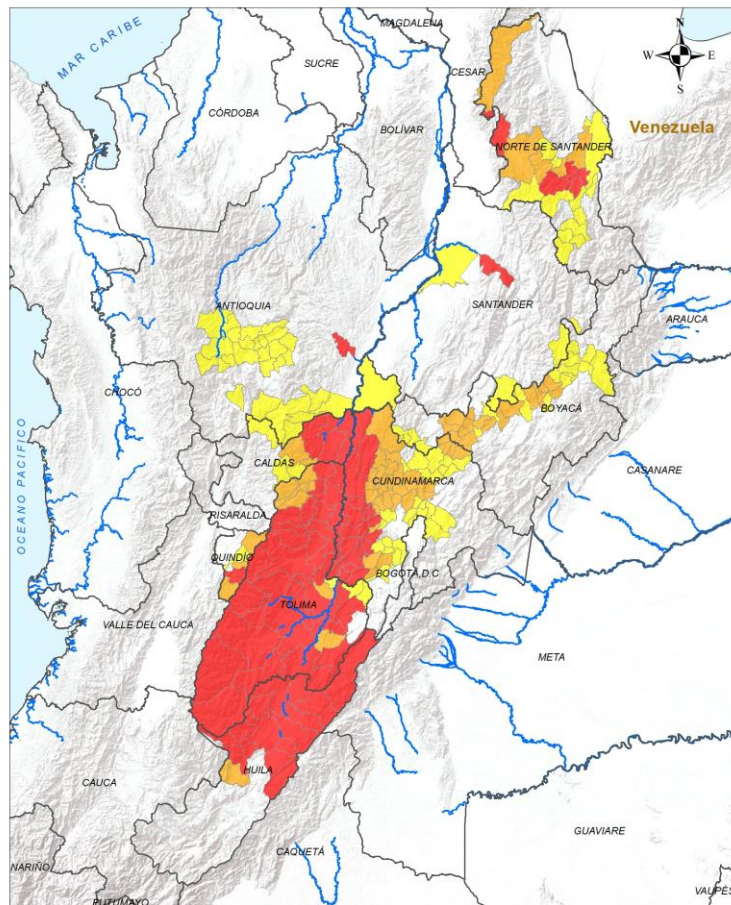 MAGDALENA
N
W E
S
MAR CARIBE
SUCRE
CESAR
CÓRDOBA
BOLÍVAR
Venezuela
NORTE DE SANTANDER
ANTIOQUIA
SANTANDER
ARAUCA
CHOCÓ
BOYACÁ
OCEANO PACIFICO
CALDAS
CUNDINAMARCA
CASANARE
RISARALDA
QUINDÍO
BOGOTÁ, D.C
TOLIMA
VALLE DEL CAUCA
META
HUILA
CAUCA
GUAVIARE
CAQUETÁ
NARIÑO
PUTUMAYO
VAUPÉS